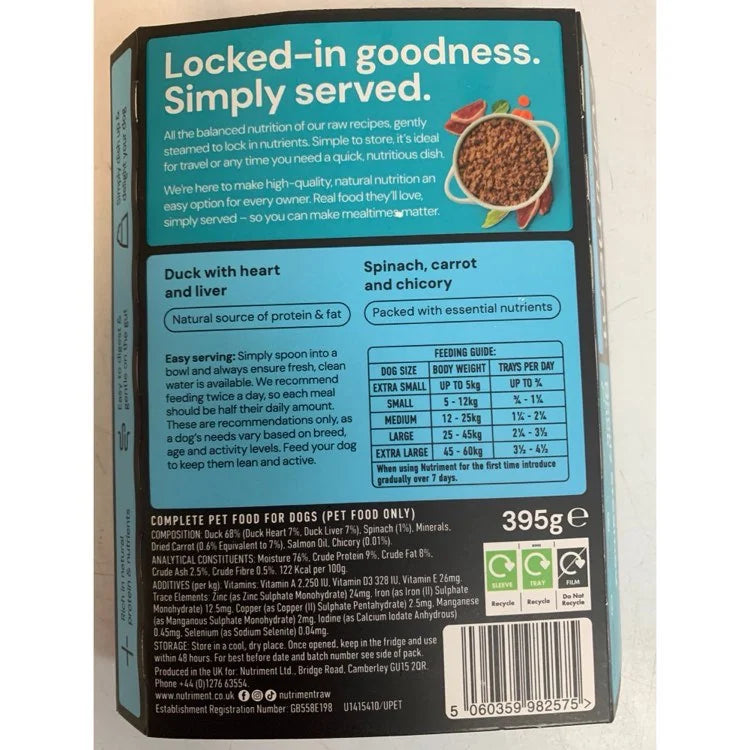 Locked-in goodness.
Simply served.
All the balanced nutrition of our raw recipes, gently
steamed to lock in nutrients. Simple to store, it's ideal
for travel or any time you need a quick, nutritious dish.
We're here to make high-quality, natural nutrition an
easy option for every owner. Real food they'll love,
simply served – so you can make mealtimes matter.
Duck with heart
and liver
Natural source of protein & fat
Spinach, carrot
and chicory
Packed with essential nutrients
Easy serving: Simply spoon into a
bowl and always ensure fresh, clean
water is available. We recommend
feeding twice a day, so each meal
should be half their daily amount.
These are recommendations only, as
a dog's needs vary based on breed,
age and activity levels. Feed your dog
to keep them lean and active.
FEEDING GUIDE:
DOG SIZE BODY WEIGHT TRAYS PER DAY
EXTRA SMALL UP TO 5kg UP TO ¾
SMALL 5 - 12kg ¾ - 1¼
MEDIUM 12 - 25kg 1¼ - 2¼
LARGE 25 - 45kg 2¼ - 3½
EXTRA LARGE 45 - 60kg 3½ - 4½
When using Nutriment for the first time introduce
gradually over 7 days.
COMPLETE PET FOOD FOR DOGS (PET FOOD ONLY)
COMPOSITION: Duck 68% (Duck Heart 7%, Duck Liver 7%), Spinach (1%), Minerals,
Dried Carrot (0.6% Equivalent to 7%), Salmon Oil, Chicory (0.01%).
ANALYTICAL CONSTITUENTS: Moisture 76%, Crude Protein 9%, Crude Fat 8%,
Crude Ash 2.5%, Crude Fibre 0.5%. 122 Kcal per 100g.
ADDITIVES (per kg): Vitamins: Vitamin A 2,250 IU, Vitamin D3 328 IU, Vitamin E 26mg.
Trace Elements: Zinc (as Zinc Sulphate Monohydrate) 24mg, Iron (as Iron (II) Sulphate
Monohydrate) 12.5mg, Copper (as Copper (II) Sulphate Pentahydrate) 2.5mg, Manganese
(as Manganous Sulphate Monohydrate) 2mg, Iodine (as Calcium Iodate Anhydrous)
0.45mg, Selenium (as Sodium Selenite) 0.04mg.
STORAGE: Store in a cool, dry place. Once opened, keep in the fridge and use
within 48 hours. For best before date and batch number see side of pack.
Produced in the UK for: Nutriment Ltd., Bridge Road, Camberley GU15 2QR.
Phone +44 (0)1276 63554.
www.nutriment.co.uk nutrimentraw
Establishment Registration Number: GB558E198 U1415410/UPET
395g e
SLEEVE
Recycle
TRAY
Recycle
FILM
Do Not
Recycle
5 060359 982575 >
Simply dish up &
delight your dog
Easy to digest &
gentle on the gut
Rich in natural
protein & nutrients